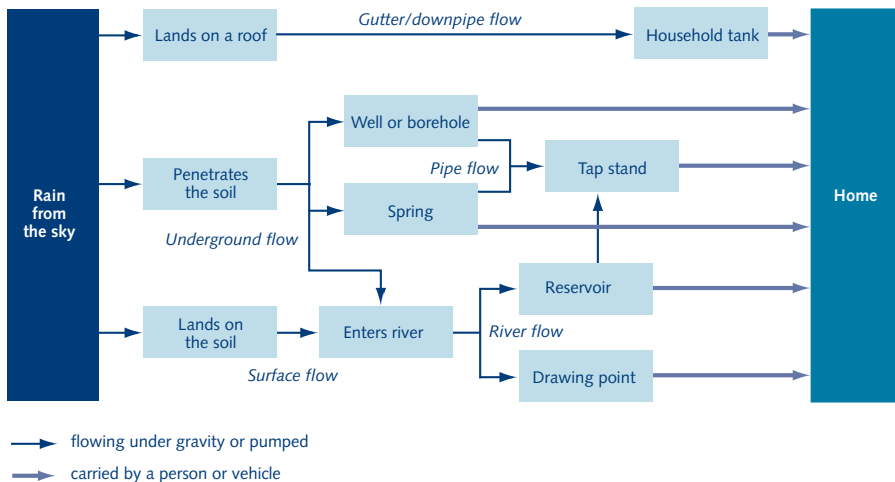 Gutter/downpipe flow
Lands on a roof
Household tank
Well or borehole
Pipe flow
Tap stand
Penetrates
the soil
Rain
from
the sky
Home
Spring
Underground flow
Reservoir
Lands on
the soil
Enters river
River flow
Surface flow
Drawing point
flowing under gravity or pumped
carried by a person or vehicle